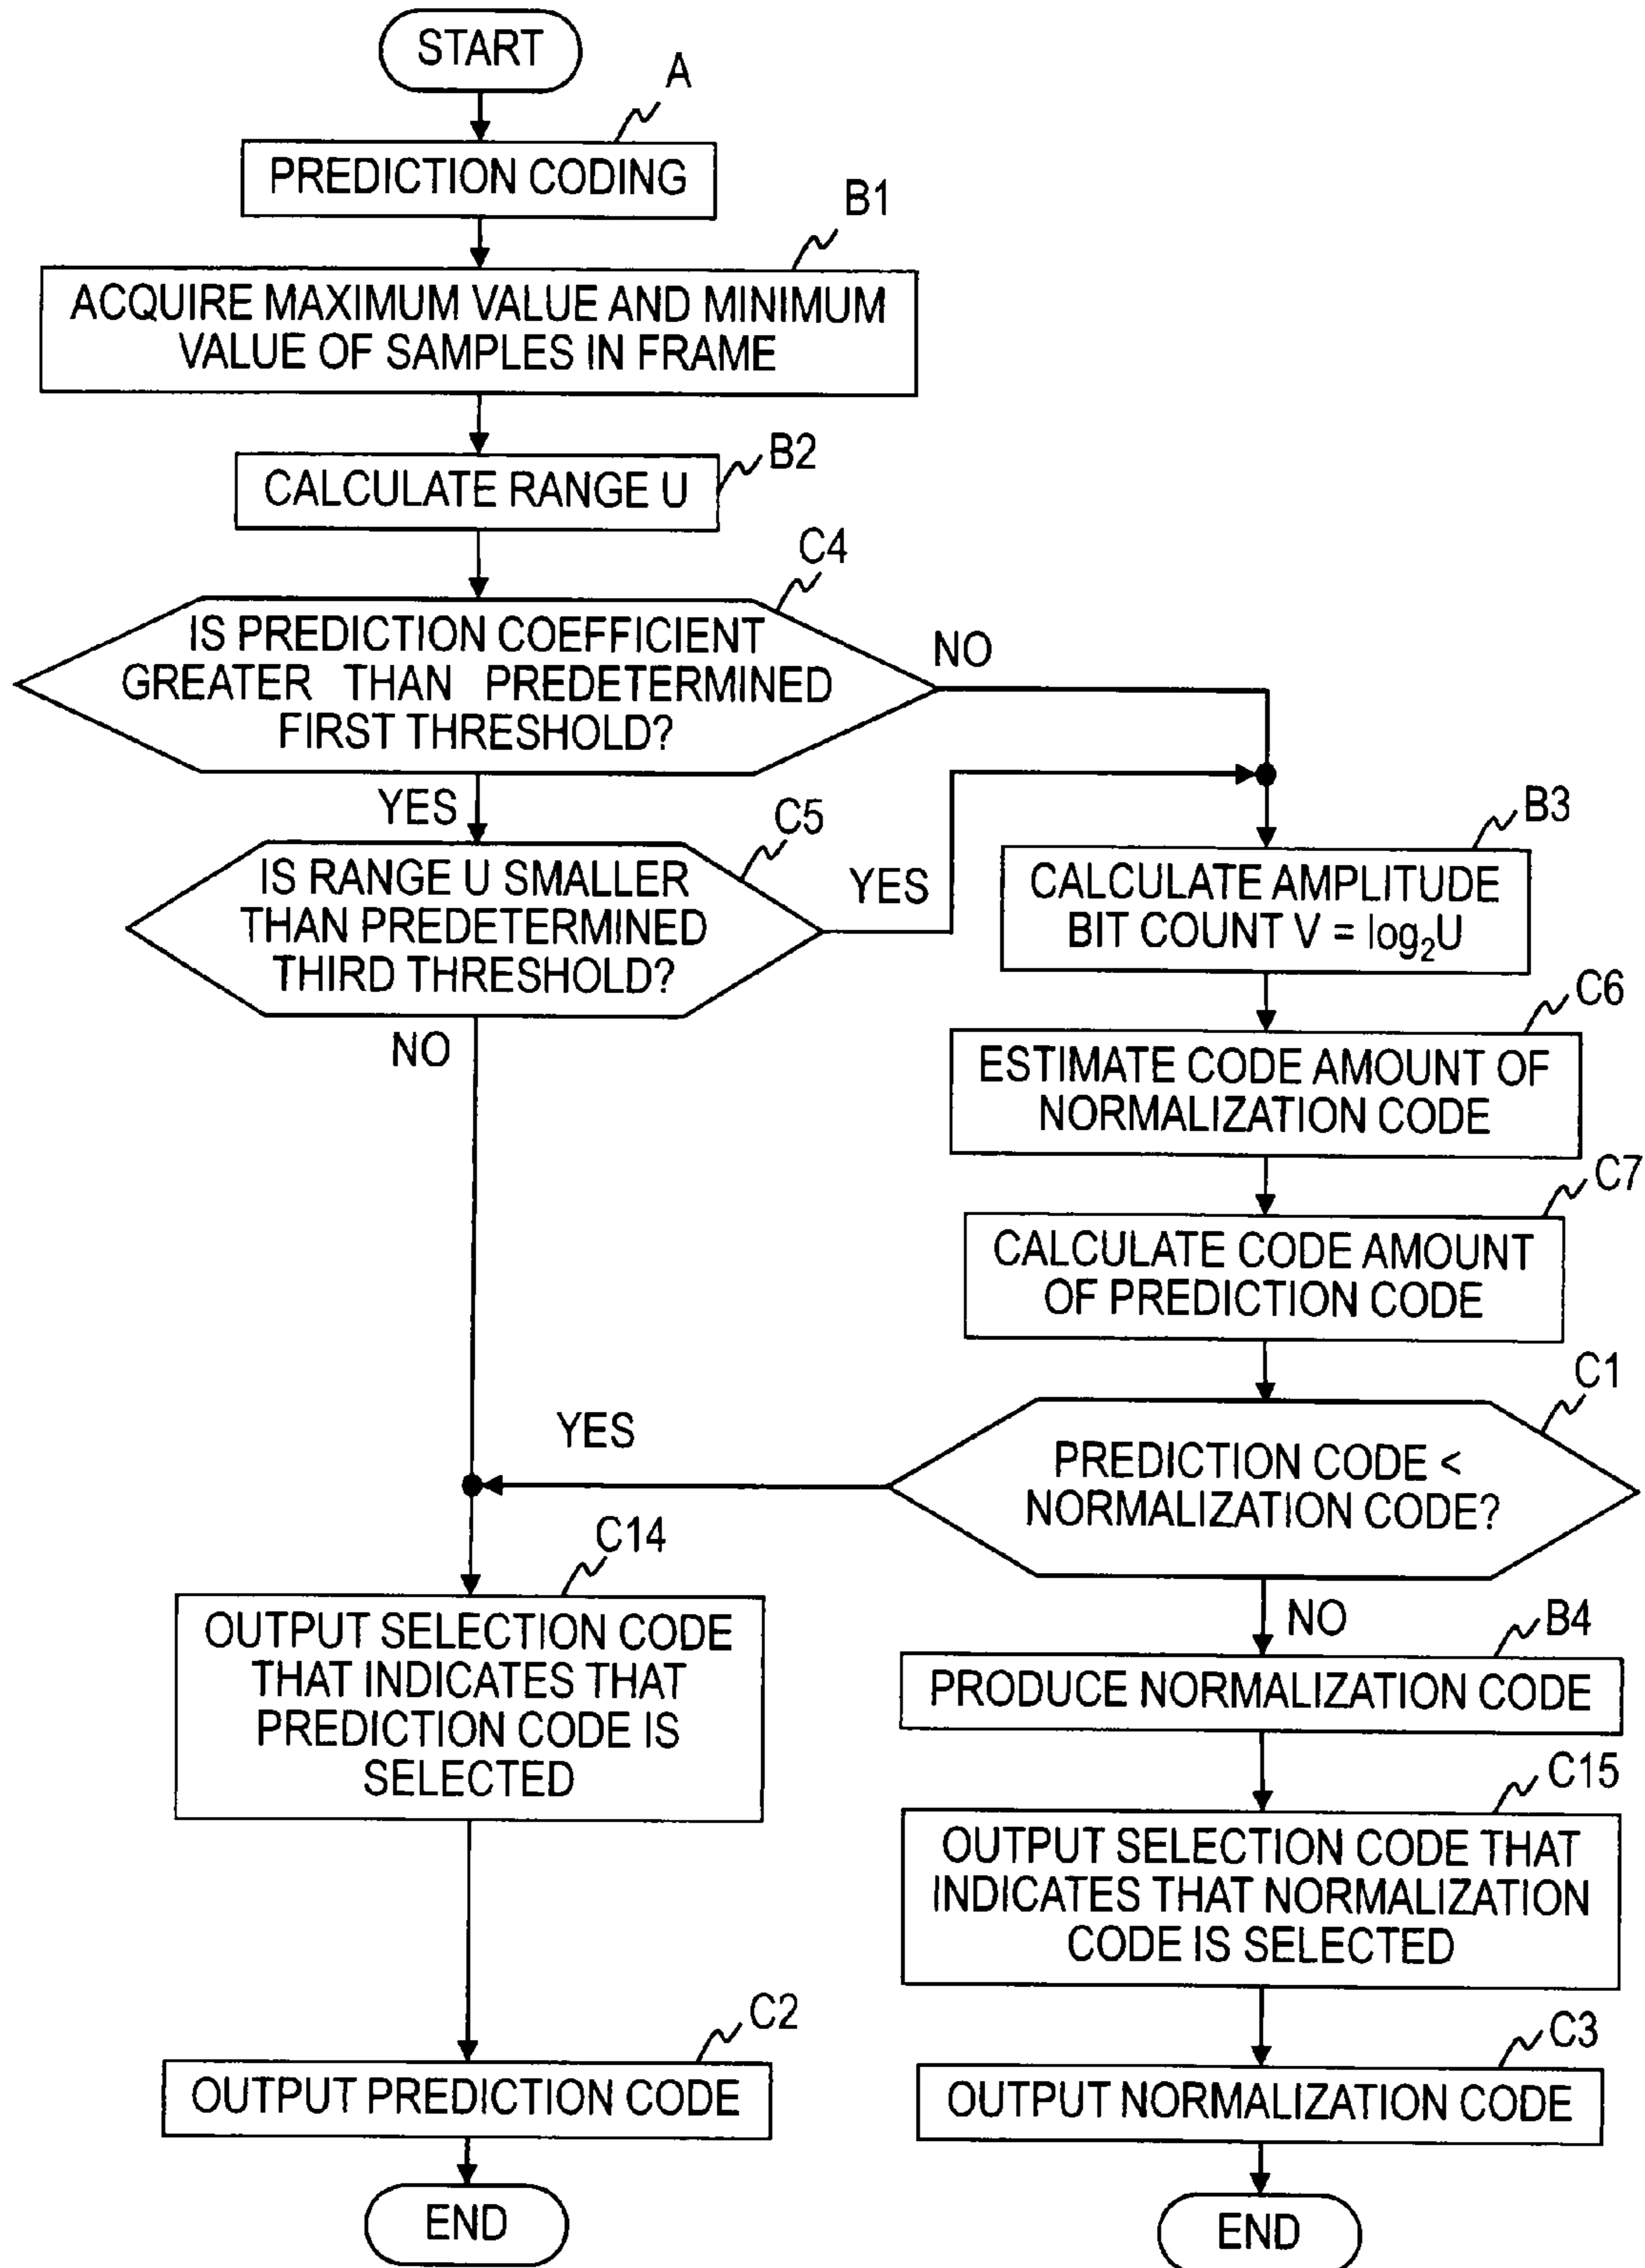 START
A
PREDICTION CODING
B1
ACQUIRE MAXIMUM VALUE AND MINIMUM
VALUE OF SAMPLES IN FRAME
B2
CALCULATE RANGE U
C4
IS PREDICTION COEFFICIENT
GREATER THAN PREDETERMINED
FIRST THRESHOLD?
NO
YES
C5
IS RANGE U SMALLER
THAN PREDETERMINED
THIRD THRESHOLD?
YES
NO
B3
CALCULATE AMPLITUDE
BIT COUNT V = log₂U
C6
ESTIMATE CODE AMOUNT OF
NORMALIZATION CODE
C7
CALCULATE CODE AMOUNT
OF PREDICTION CODE
C1
PREDICTION CODE <
NORMALIZATION CODE?
YES
NO
C14
OUTPUT SELECTION CODE
THAT INDICATES THAT
PREDICTION CODE IS
SELECTED
C2
OUTPUT PREDICTION CODE
END
B4
PRODUCE NORMALIZATION CODE
C15
OUTPUT SELECTION CODE THAT
INDICATES THAT NORMALIZATION
CODE IS SELECTED
C3
OUTPUT NORMALIZATION CODE
END